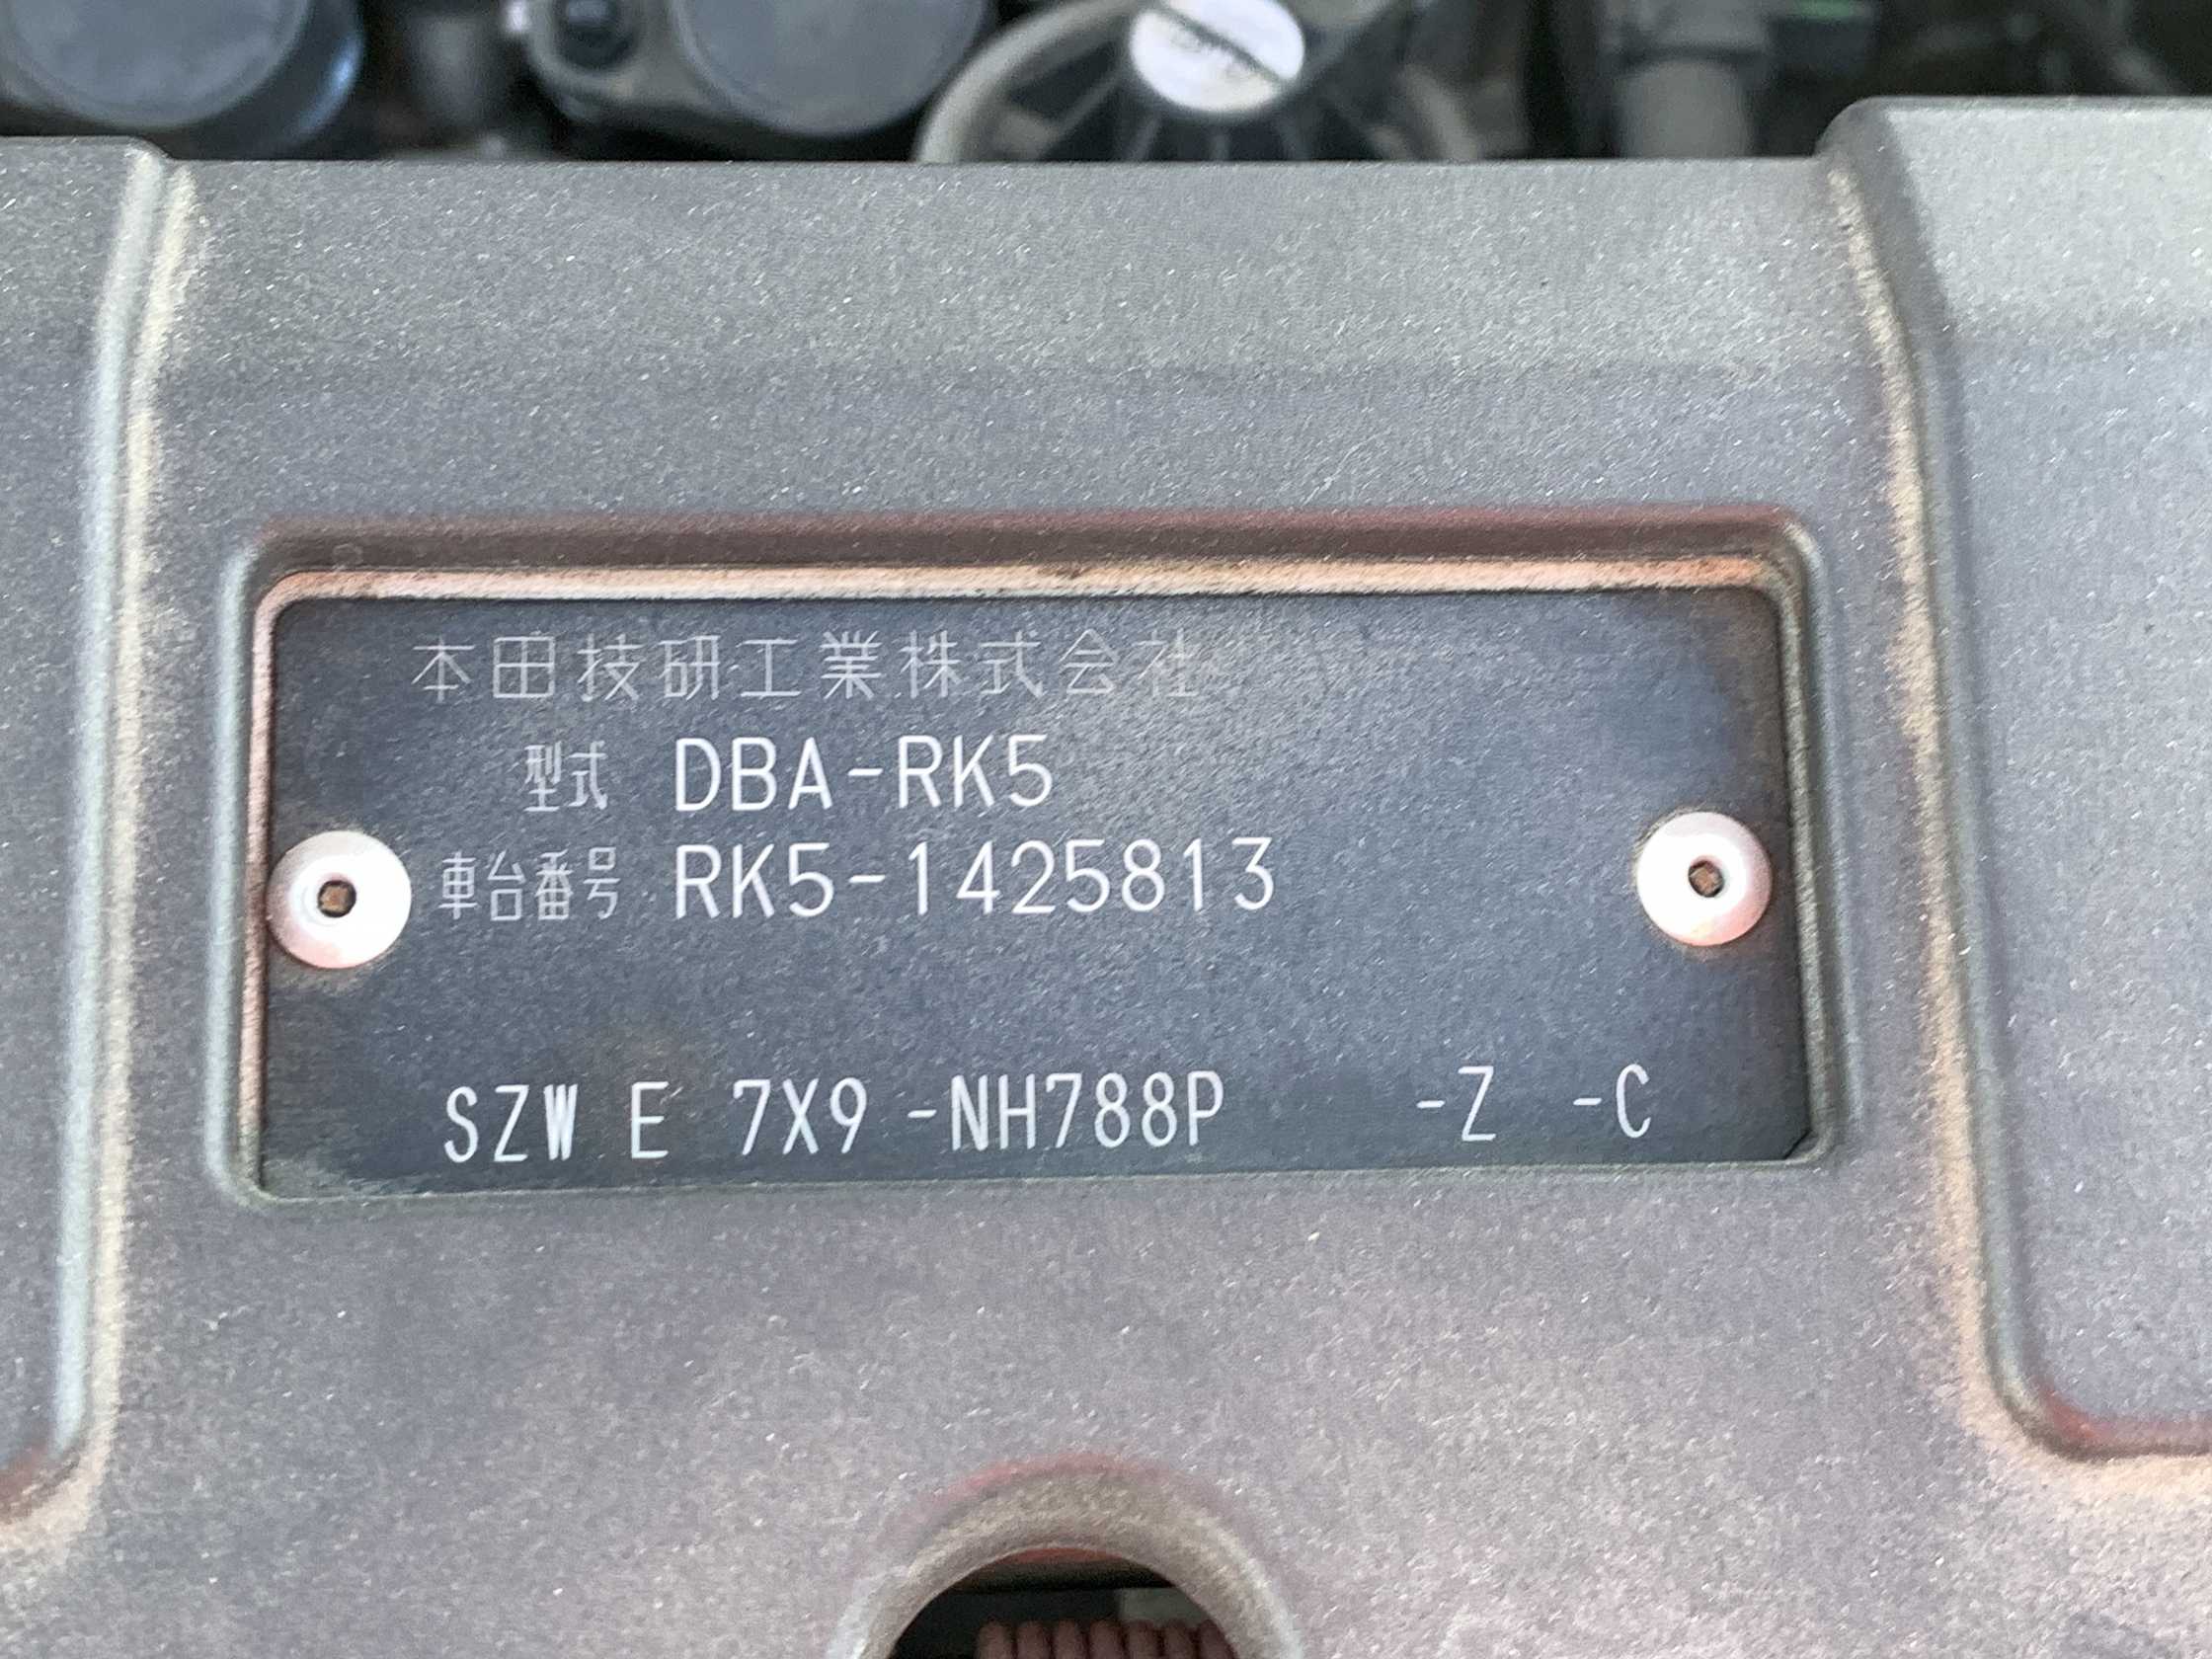 本田技研工業株式会社
型式 DBA-RK5
車台番号 RK5-1425813
SZW E 7X9 -NH788P -Z -C